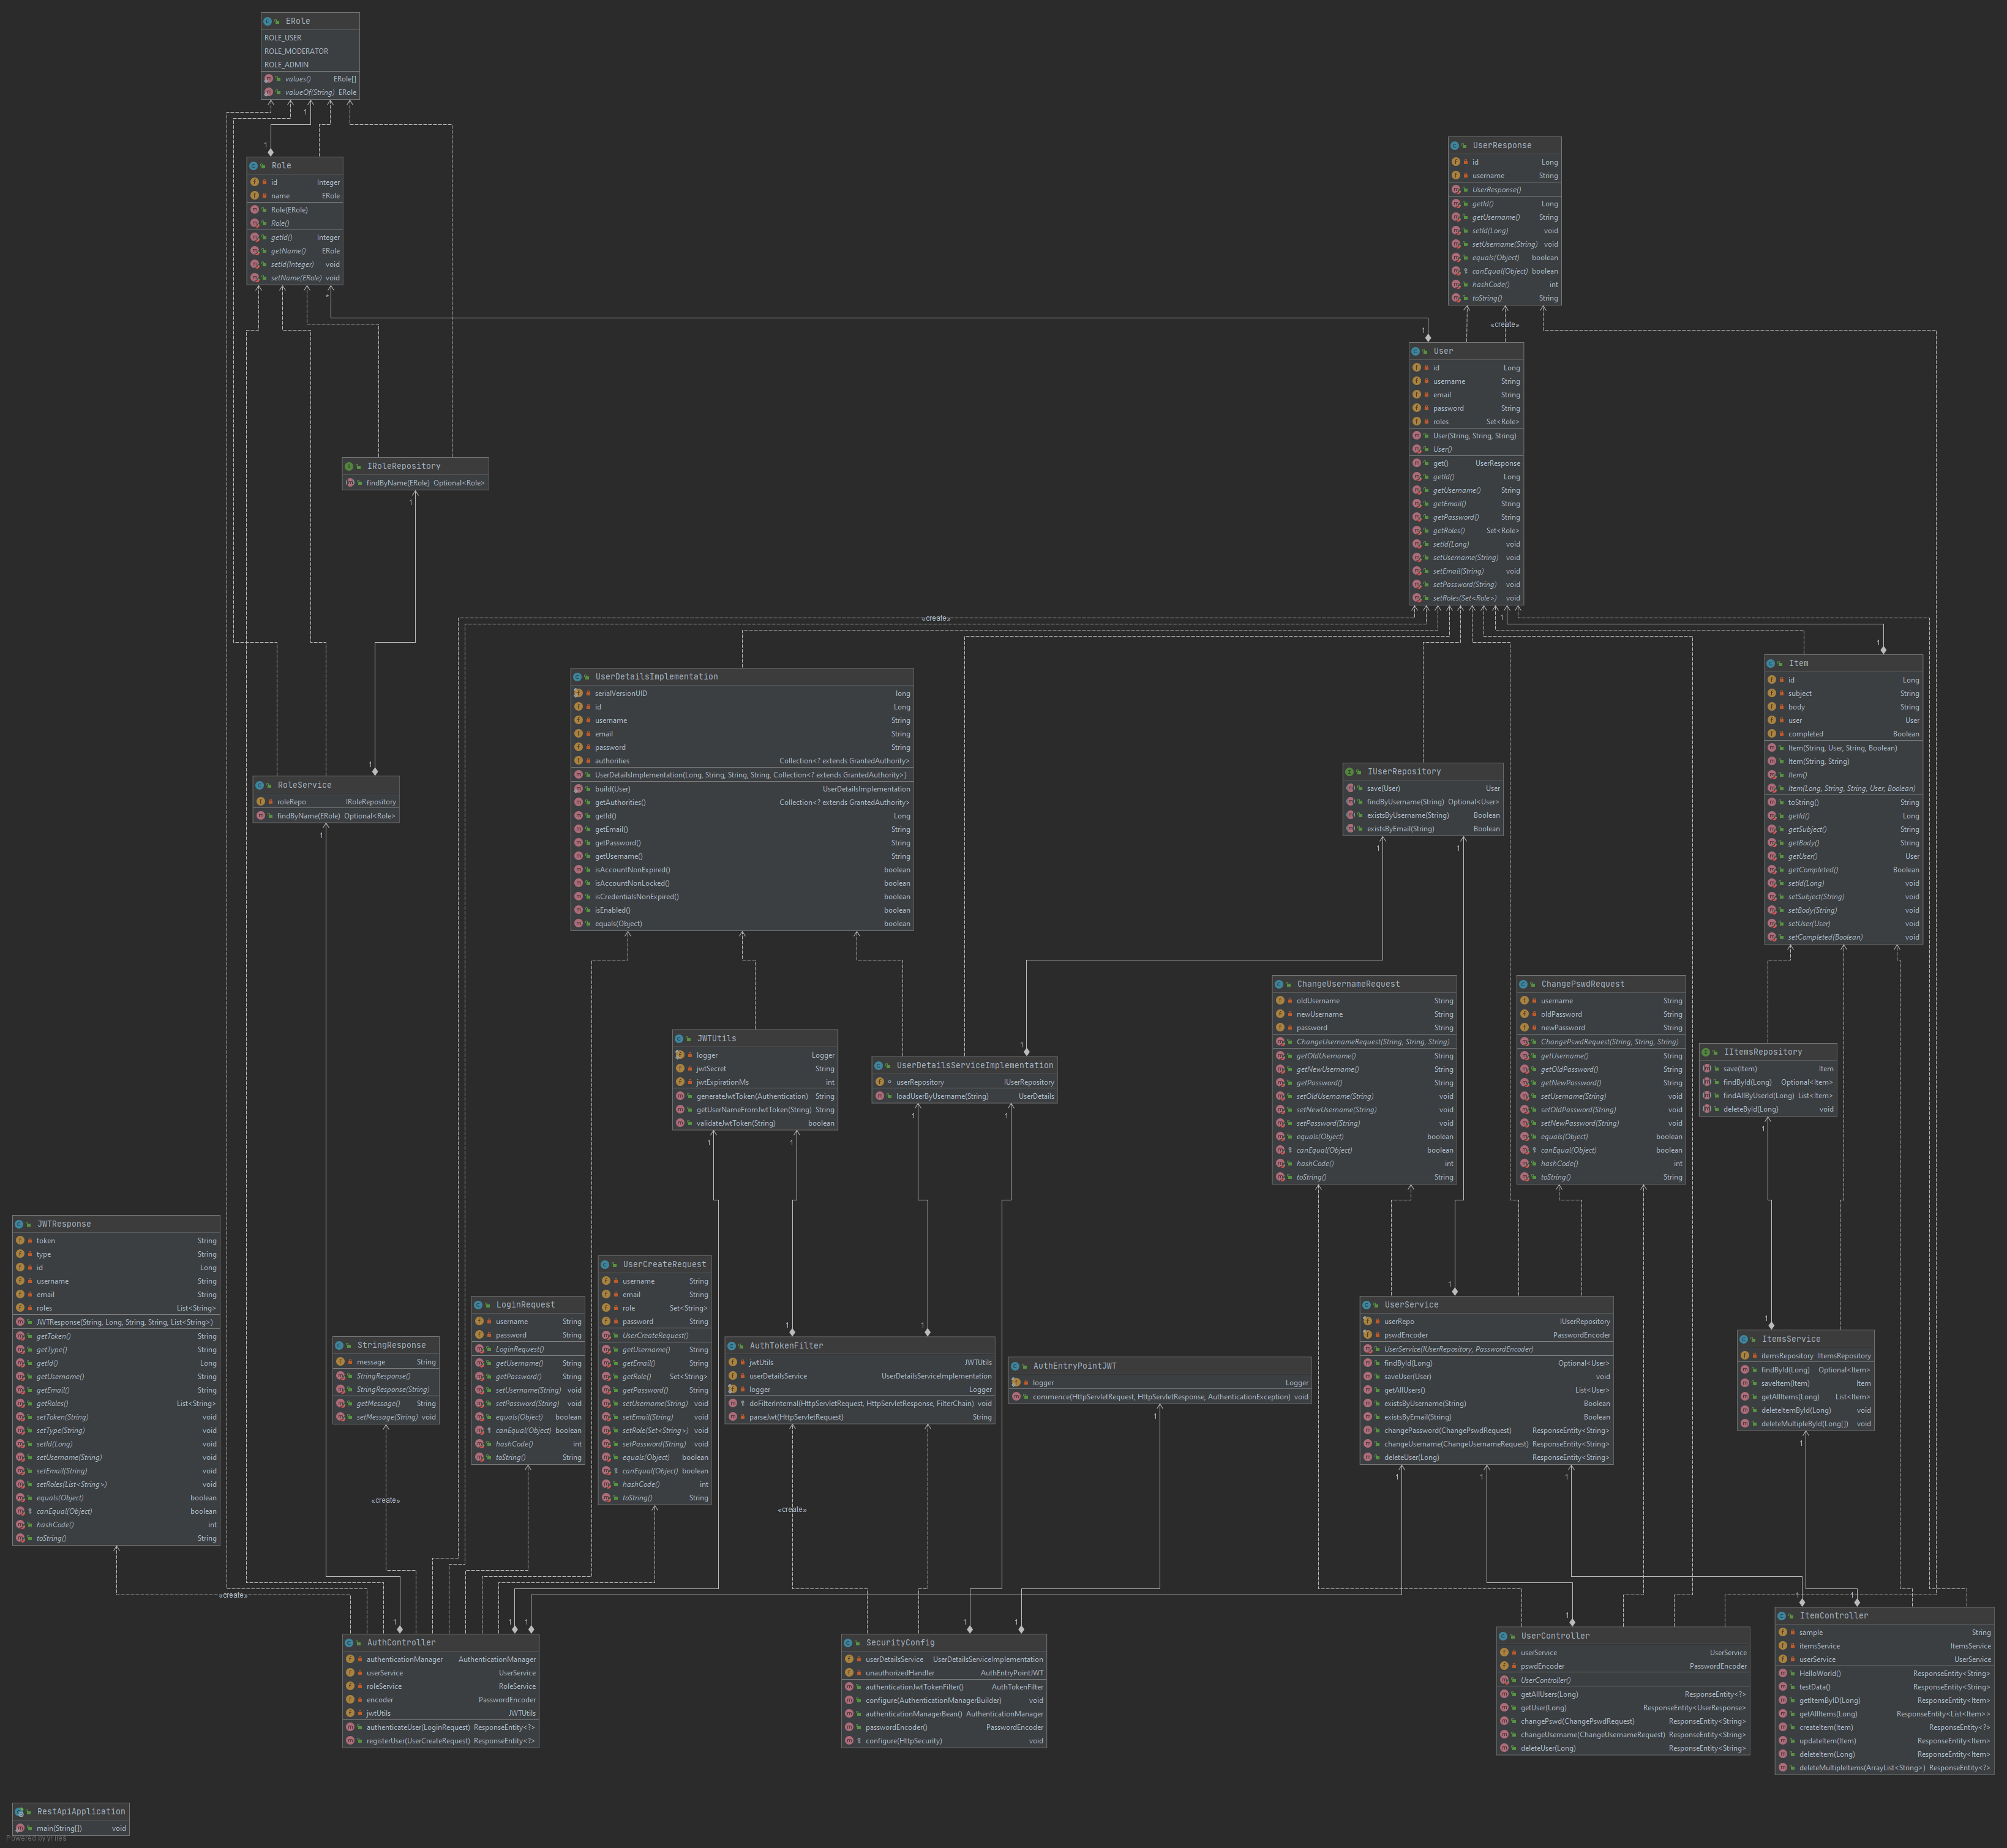 ERole
ROLE_USER
ROLE_MODERATOR
ROLE_ADMIN
values() ERole[]
valueOf(String) ERole
1
1
Role
id Integer
name ERole
Role(ERole)
Role()
getId() Integer
getName() ERole
setId(Integer) void
setName(ERole) void
*
UserResponse
id Long
username String
UserResponse()
getId() Long
getUsername() String
setId(Long) void
setUsername(String) void
equals(Object) boolean
canEqual(Object) boolean
hashCode() int
toString() String
«create»
1
User
id Long
username String
email String
password String
roles Set<Role>
User(String, String, String)
User()
get() UserResponse
getId() Long
getUsername() String
getEmail() String
getPassword() String
getRoles() Set<Role>
setId(Long) void
setUsername(String) void
setEmail(String) void
setPassword(String) void
setRoles(Set<Role>) void
1
«create»
IRoleRepository
findByName(ERole) Optional<Role>
1
1
RoleService
roleRepo IRoleRepository
findByName(ERole) Optional<Role>
1
UserDetailsImplementation
serialVersionUID long
id Long
username String
email String
password String
authorities Collection<? extends GrantedAuthority>
UserDetailsImplementation(Long, String, String, String, Collection<? extends GrantedAuthority>)
build(User) UserDetailsImplementation
getAuthorities() Collection<? extends GrantedAuthority>
getId() Long
getEmail() String
getPassword() String
getUsername() String
isAccountNonExpired() boolean
isAccountNonLocked() boolean
isCredentialsNonExpired() boolean
isEnabled() boolean
equals(Object) boolean
IUserRepository
save(User) User
findByUsername(String) Optional<User>
existsByUsername(String) Boolean
existsByEmail(String) Boolean
1
1
1
Item
id Long
subject String
body String
user User
completed Boolean
Item(String, User, String, Boolean)
Item(String, String)
Item()
Item(Long, String, String, User, Boolean)
toString() String
getId() Long
getSubject() String
getBody() String
getUser() User
getCompleted() Boolean
setId(Long) void
setSubject(String) void
setBody(String) void
setUser(User) void
setCompleted(Boolean) void
JWTUtils
logger Logger
jwtSecret String
jwtExpirationMs int
generateJwtToken(Authentication) String
getUserNameFromJwtToken(String) String
validateJwtToken(String) boolean
1
1
1
UserDetailsServiceImplementation
userRepository IUserRepository
loadUserByUsername(String) UserDetails
1
1
ChangeUsernameRequest
oldUsername String
newUsername String
password String
ChangeUsernameRequest(String, String, String)
getOldUsername() String
getNewUsername() String
getPassword() String
setOldUsername(String) void
setNewUsername(String) void
setPassword(String) void
equals(Object) boolean
canEqual(Object) boolean
hashCode() int
toString() String
ChangePswdRequest
username String
oldPassword String
newPassword String
ChangePswdRequest(String, String, String)
getUsername() String
getOldPassword() String
getNewPassword() String
setUsername(String) void
setOldPassword(String) void
setNewPassword(String) void
equals(Object) boolean
canEqual(Object) boolean
hashCode() int
toString() String
IItemsRepository
save(Item) Item
findById(Long) Optional<Item>
findAllByUserId(Long) List<Item>
deleteById(Long) void
1
JWTResponse
token String
type String
id Long
username String
email String
roles List<String>
JWTResponse(String, Long, String, String, List<String>)
getToken() String
getType() String
getId() Long
getUsername() String
getEmail() String
getRoles() List<String>
setToken(String) void
setType(String) void
setId(Long) void
setUsername(String) void
setEmail(String) void
setRoles(List<String>) void
equals(Object) boolean
canEqual(Object) boolean
hashCode() int
toString() String
«create»
StringResponse
message String
StringResponse()
StringResponse(String)
getMessage() String
setMessage(String) void
«create»
LoginRequest
username String
password String
LoginRequest()
getUsername() String
getPassword() String
setUsername(String) void
setPassword(String) void
equals(Object) boolean
canEqual(Object) boolean
hashCode() int
toString() String
UserCreateRequest
username String
email String
role Set<String>
password String
UserCreateRequest()
getUsername() String
getEmail() String
getRole() Set<String>
getPassword() String
setUsername(String) void
setEmail(String) void
setRole(Set<String>) void
setPassword(String) void
equals(Object) boolean
canEqual(Object) boolean
hashCode() int
toString() String
1
1
AuthTokenFilter
jwtUtils JWTUtils
userDetailsService UserDetailsServiceImplementation
logger Logger
doFilterInternal(HttpServletRequest, HttpServletResponse, FilterChain) void
parseJwt(HttpServletRequest) String
«create»
AuthEntryPointJWT
logger Logger
commence(HttpServletRequest, HttpServletResponse, AuthenticationException) void
1
1
UserService
userRepo IUserRepository
pswdEncoder PasswordEncoder
UserService(IUserRepository, PasswordEncoder)
findById(Long) Optional<User>
saveUser(User) void
getAllUsers() List<User>
existsByUsername(String) Boolean
existsByEmail(String) Boolean
changePassword(ChangePswdRequest) ResponseEntity<String>
changeUsername(ChangeUsernameRequest) ResponseEntity<String>
deleteUser(Long) ResponseEntity<String>
1
1
1
1
ItemsService
itemsRepository IItemsRepository
findById(Long) Optional<Item>
saveItem(Item) Item
getAllItems(Long) List<Item>
deleteItemById(Long) void
deleteMultipleById(Long[]) void
1
1
1
1
AuthController
authenticationManager AuthenticationManager
userService UserService
roleService RoleService
encoder PasswordEncoder
jwtUtils JWTUtils
authenticateUser(LoginRequest) ResponseEntity<?>
registerUser(UserCreateRequest) ResponseEntity<?>
1
1
SecurityConfig
userDetailsService UserDetailsServiceImplementation
unauthorizedHandler AuthEntryPointJWT
authenticationJwtTokenFilter() AuthTokenFilter
configure(AuthenticationManagerBuilder) void
authenticationManagerBean() AuthenticationManager
passwordEncoder() PasswordEncoder
configure(HttpSecurity) void
1
UserController
userService UserService
pswdEncoder PasswordEncoder
UserController()
getAllUsers(Long) ResponseEntity<?>
getUser(Long) ResponseEntity<UserResponse>
changePswd(ChangePswdRequest) ResponseEntity<String>
changeUsername(ChangeUsernameRequest) ResponseEntity<String>
deleteUser(Long) ResponseEntity<String>
1
1
ItemController
sample String
itemsService ItemsService
userService UserService
HelloWorld() ResponseEntity<String>
testData() ResponseEntity<String>
getItemByID(Long) ResponseEntity<Item>
getAllItems(Long) ResponseEntity<List<Item>>
createItem(Item) ResponseEntity<?>
updateItem(Item) ResponseEntity<Item>
deleteItem(Long) ResponseEntity<Item>
deleteMultipleItems(ArrayList<String>) ResponseEntity<?>
RestApiApplication
main(String[]) void
Powered by yFiles